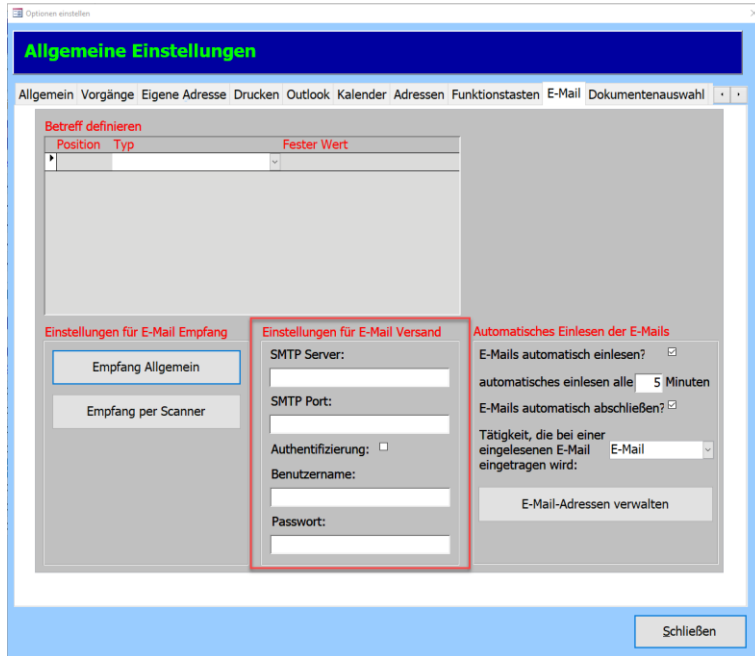 Optionen einstellen
Allgemeine Einstellungen
Allgemein Vorgänge Eigene Adresse Drucken Outlook Kalender Adressen Funktionstasten E-Mail Dokumentenauswahl
Betreff definieren
Position Typ Fester Wert
Einstellungen für E-Mail Empfang
Empfang Allgemein
Empfang per Scanner
Einstellungen für E-Mail Versand
SMTP Server:
SMTP Port:
Authentifizierung:
Benutzername:
Passwort:
Automatisches Einlesen der E-Mails
E-Mails automatisch einlesen?
automatisches einlesen alle 5 Minuten
E-Mails automatisch abschließen?
Tätigkeit, die bei einer
eingelesenen E-Mail E-Mail
eingetragen wird:
E-Mail-Adressen verwalten
Schließen